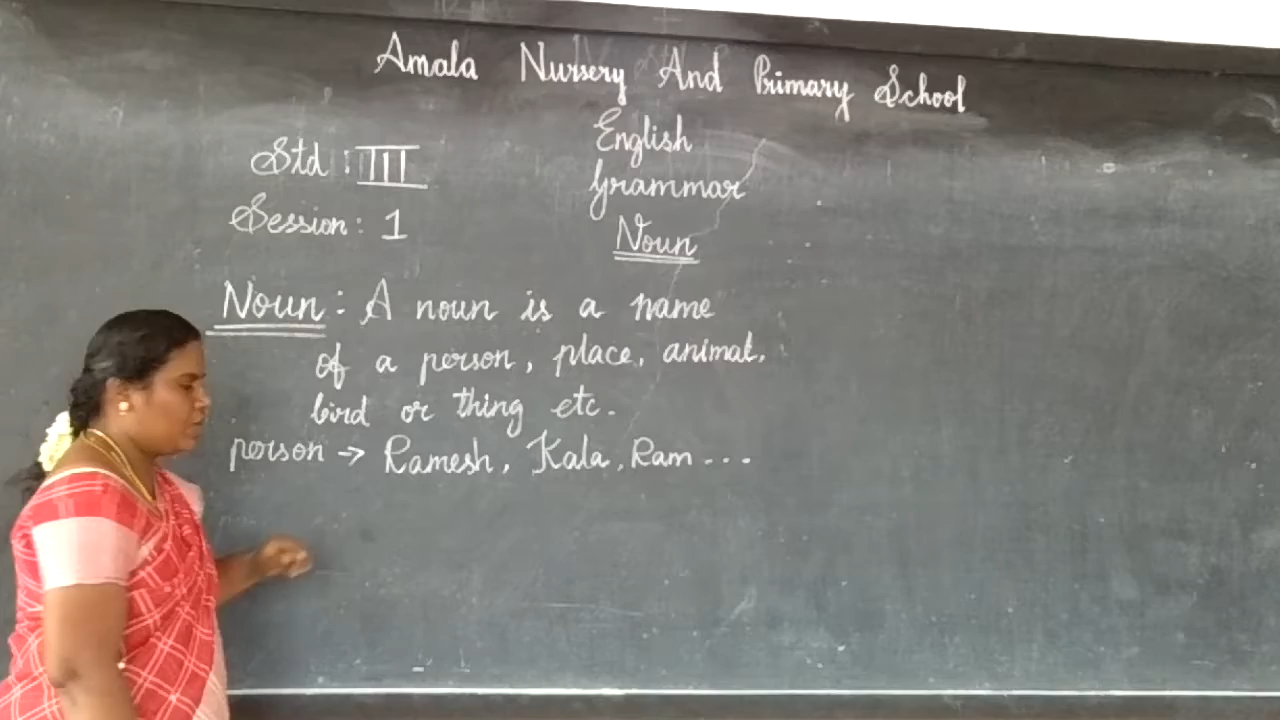 Amala Nursery And Primary School
English
Std : III
Grammar
Session : 1
Noun
Noun : A noun is a name
of a person, place, animal,
bird or thing etc.
person → Ramesh, Kala, Ram...